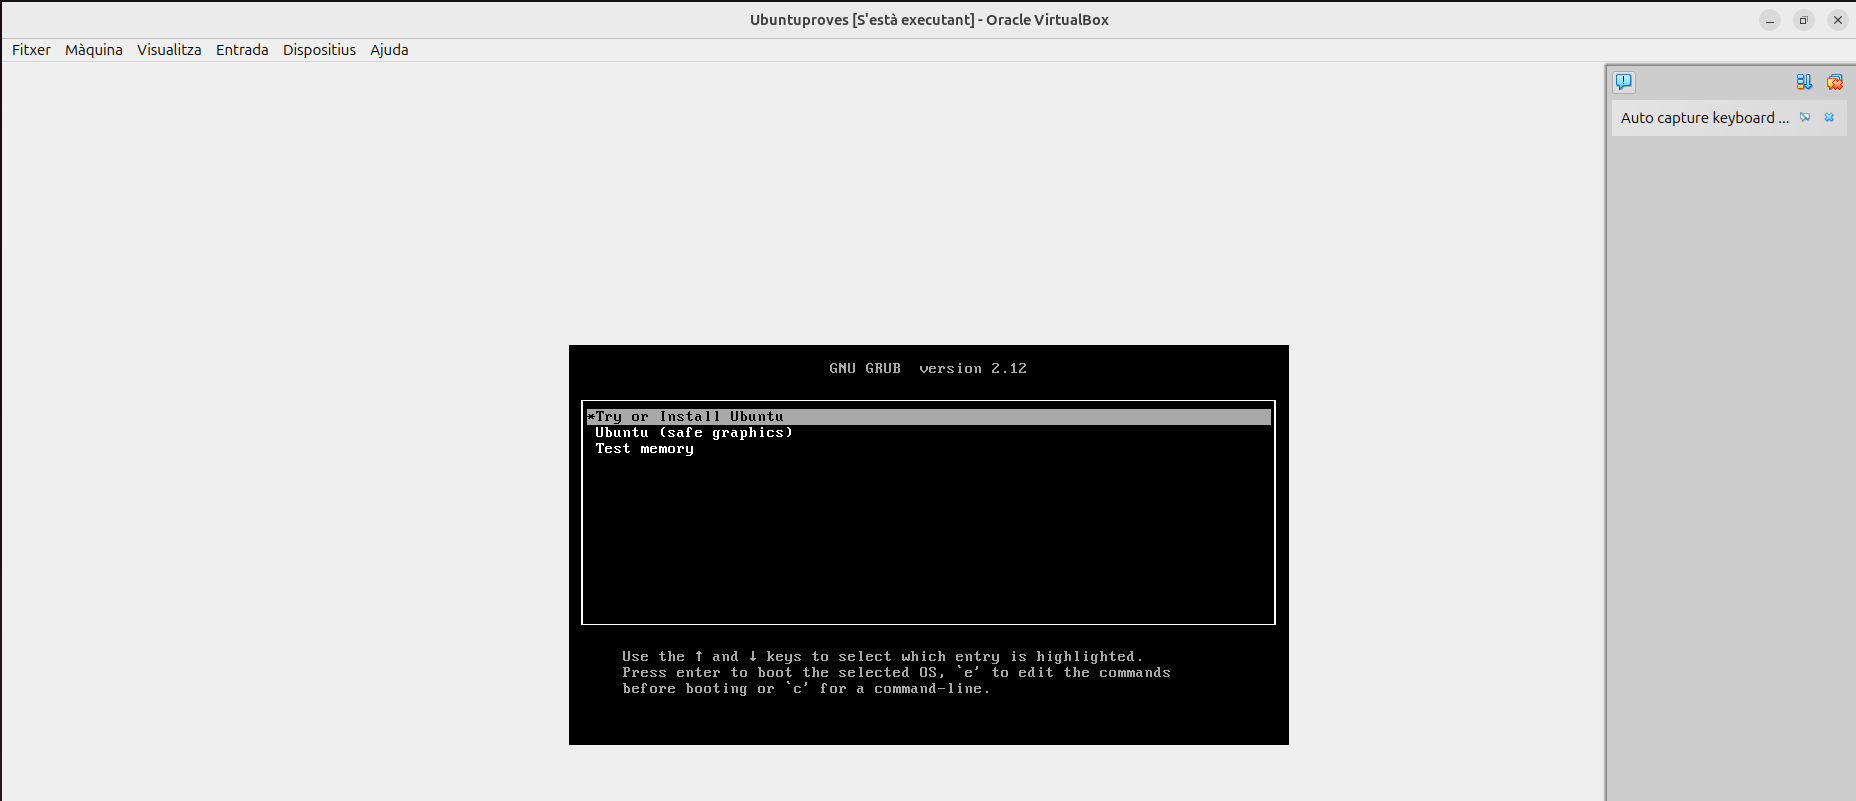 Ubuntuproves [S'està executant] - Oracle VirtualBox
Fitxer Màquina Visualitza Entrada Dispositius Ajuda
Auto capture keyboard ...
GNU GRUB version 2.12
*Try or Install Ubuntu
Ubuntu (safe graphics)
Test memory
Use the ↑ and ↓ keys to select which entry is highlighted.
Press enter to boot the selected OS, `e' to edit the commands
before booting or `c' for a command-line.